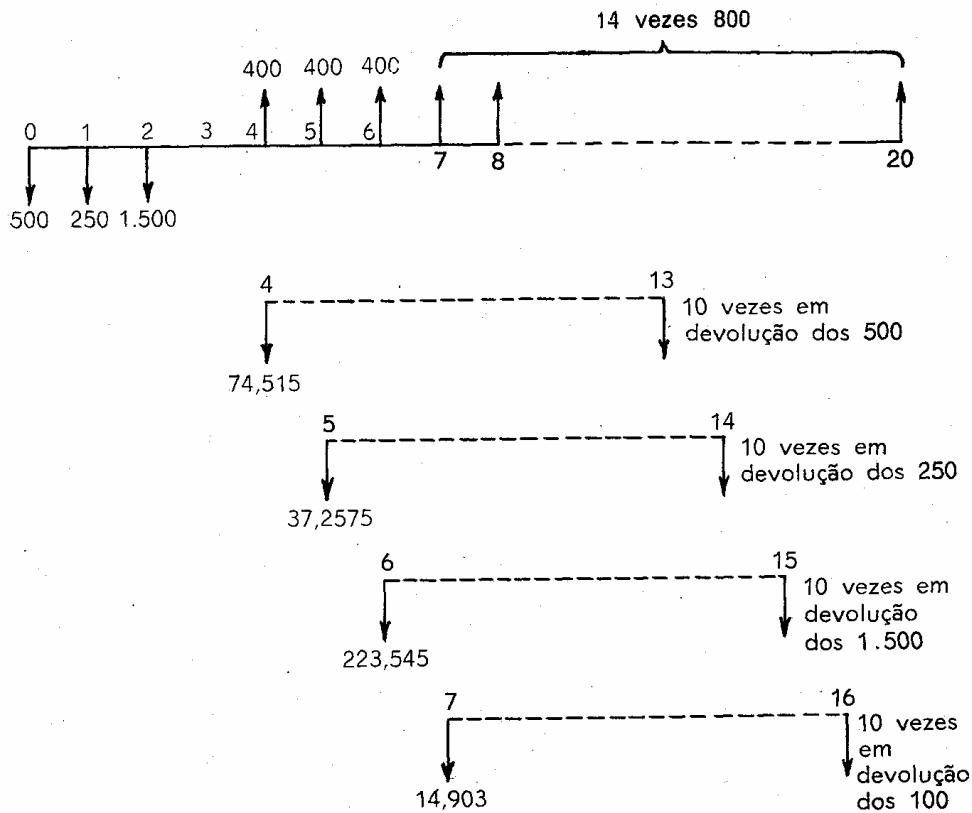 14 vezes 800
400 400 400
0 1 2 3 4 5 6
7 8 20
500 250 1.500
4 13
10 vezes em
devolução dos 500
74,515
5 14
10 vezes em
devolução dos 250
37,2575
6 15
10 vezes em
devolução
dos 1.500
223,545
7 16
10 vezes
em
devolução
dos 100
14,903